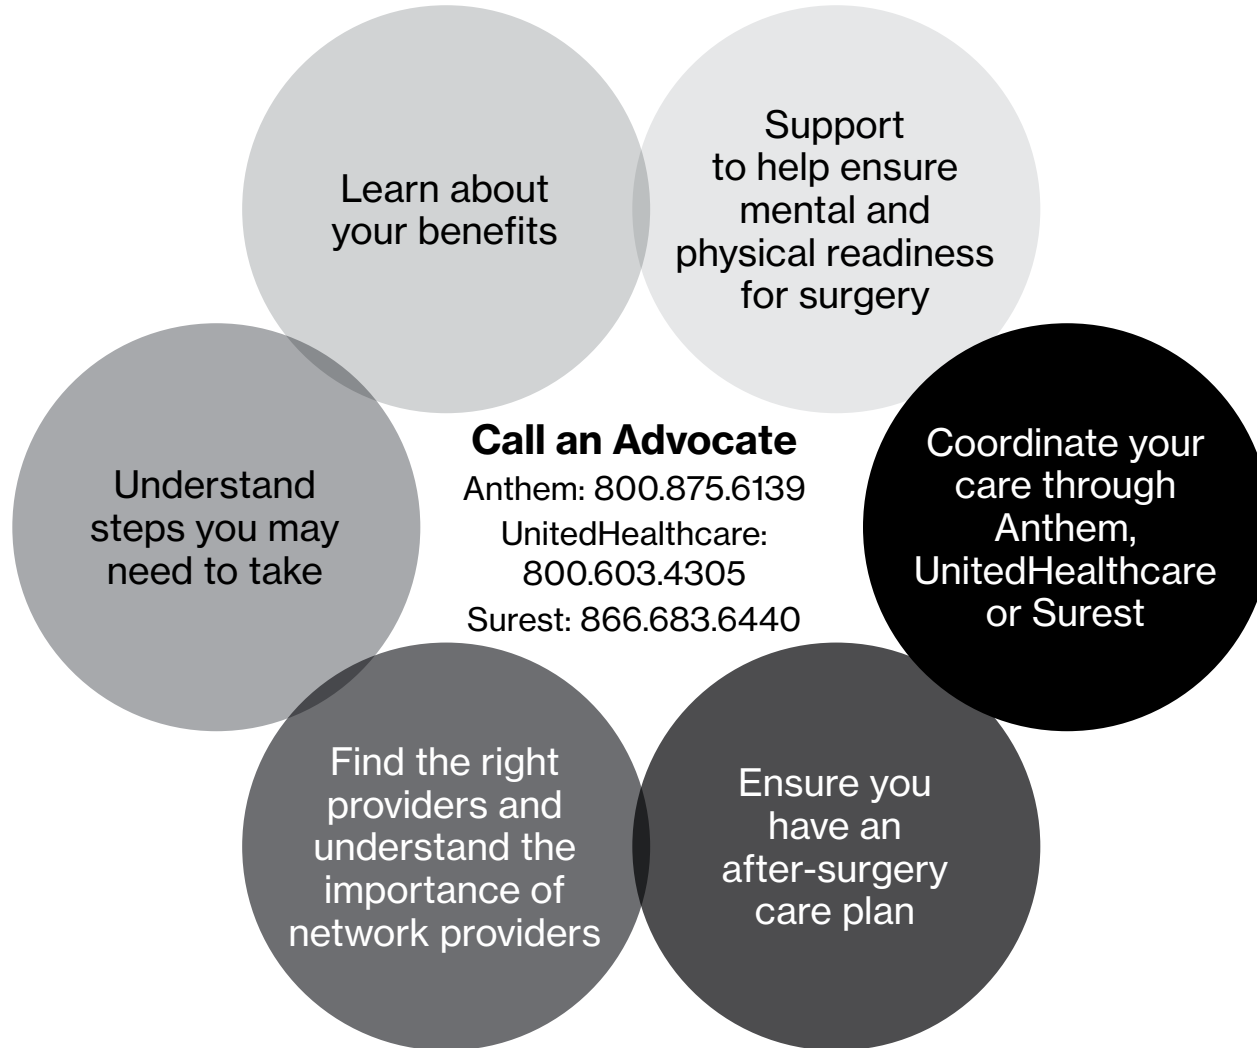 Learn about
your benefits
Support
to help ensure
mental and
physical readiness
for surgery
Understand
steps you may
need to take
Call an Advocate
Anthem: 800.875.6139
UnitedHealthcare:
800.603.4305
Surest: 866.683.6440
Coordinate your
care through
Anthem,
UnitedHealthcare
or Surest
Find the right
providers and
understand the
importance of
network providers
Ensure you
have an
after-surgery
care plan